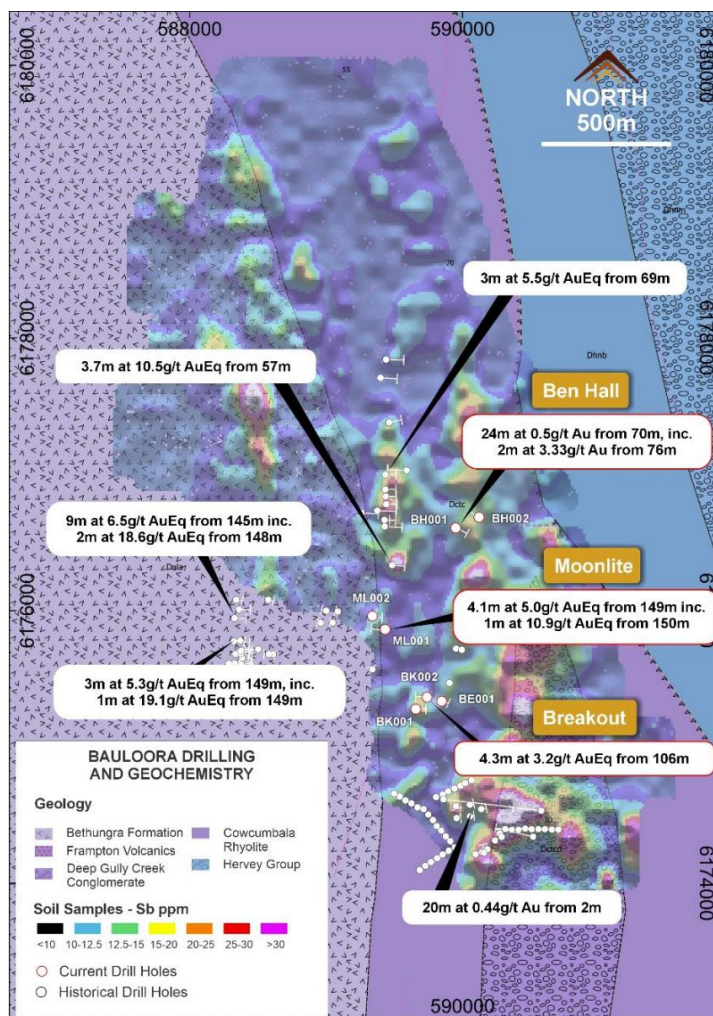 588000
590000
6180000
6180000
55
NORTH
500m
Dhnm
70
3m at 5.5g/t AuEq from 69m
6178000
6178000
Dhnb
3.7m at 10.5g/t AuEq from 57m
Ben Hall
24m at 0.5g/t Au from 70m, inc.
2m at 3.33g/t Au from 76m
Dctc
BH001
BH002
9m at 6.5g/t AuEq from 145m inc.
2m at 18.6g/t AuEq from 148m
Moonlite
6176000
ML002
4.1m at 5.0g/t AuEq from 149m inc.
1m at 10.9g/t AuEq from 150m
ML001
3m at 5.3g/t AuEq from 149m, inc.
1m at 19.1g/t AuEq from 149m
BK002
BE001
BK001
Breakout
4.3m at 3.2g/t AuEq from 106m
Dctcd
6174000
20m at 0.44g/t Au from 2m
590000
BAULOORA DRILLING
AND GEOCHEMISTRY
Geology
Bethungra Formation
Frampton Volcanics
Deep Gully Creek
Conglomerate
Cowcumbala
Rhyolite
Hervey Group
Soil Samples - Sb ppm
<10 10-12.5 12.5-15 15-20 20-25 25-30 >30
Current Drill Holes
Historical Drill Holes